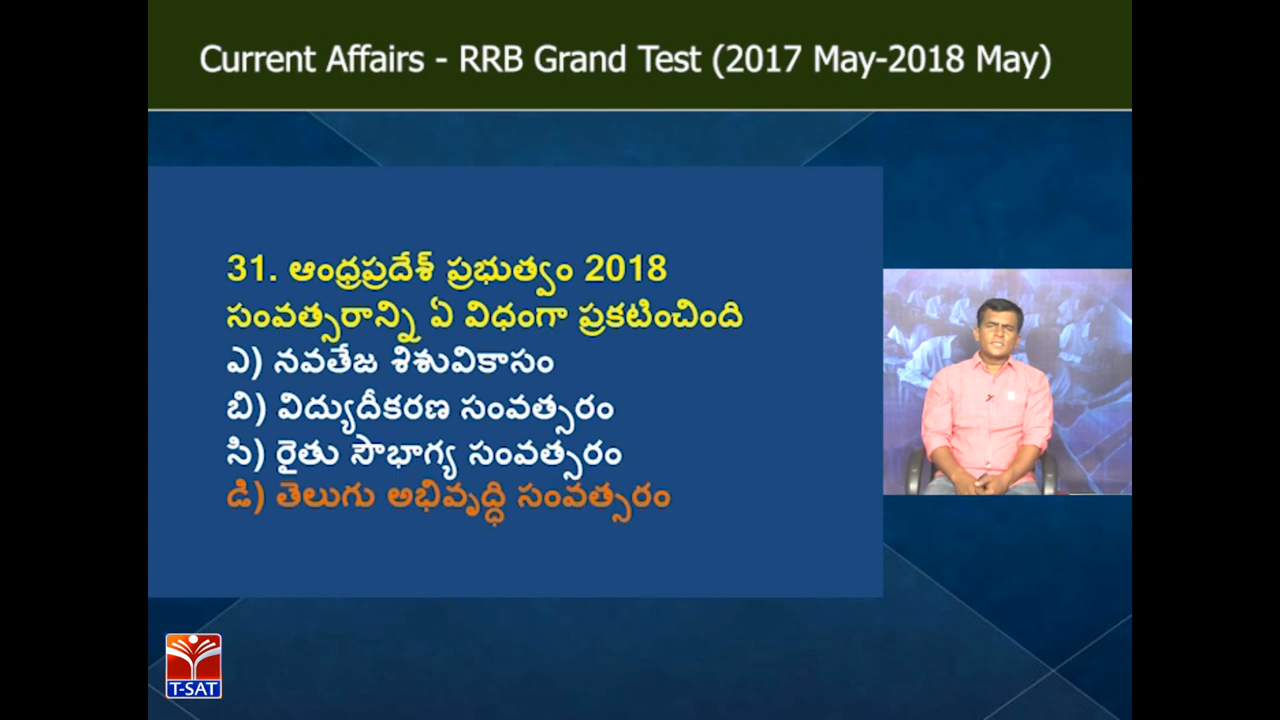 Current Affairs - RRB Grand Test (2017 May-2018 May)
31. ఆంధ్రప్రదేశ్ ప్రభుత్వం 2018
సంవత్సరాన్ని ఏ విధంగా ప్రకటించింది
ఎ) నవతేజ శిశువికాసం
బి) విద్యుదీకరణ సంవత్సరం
సి) రైతు సౌభాగ్య సంవత్సరం
డి) తెలుగు అభివృద్ధి సంవత్సరం
T-SAT